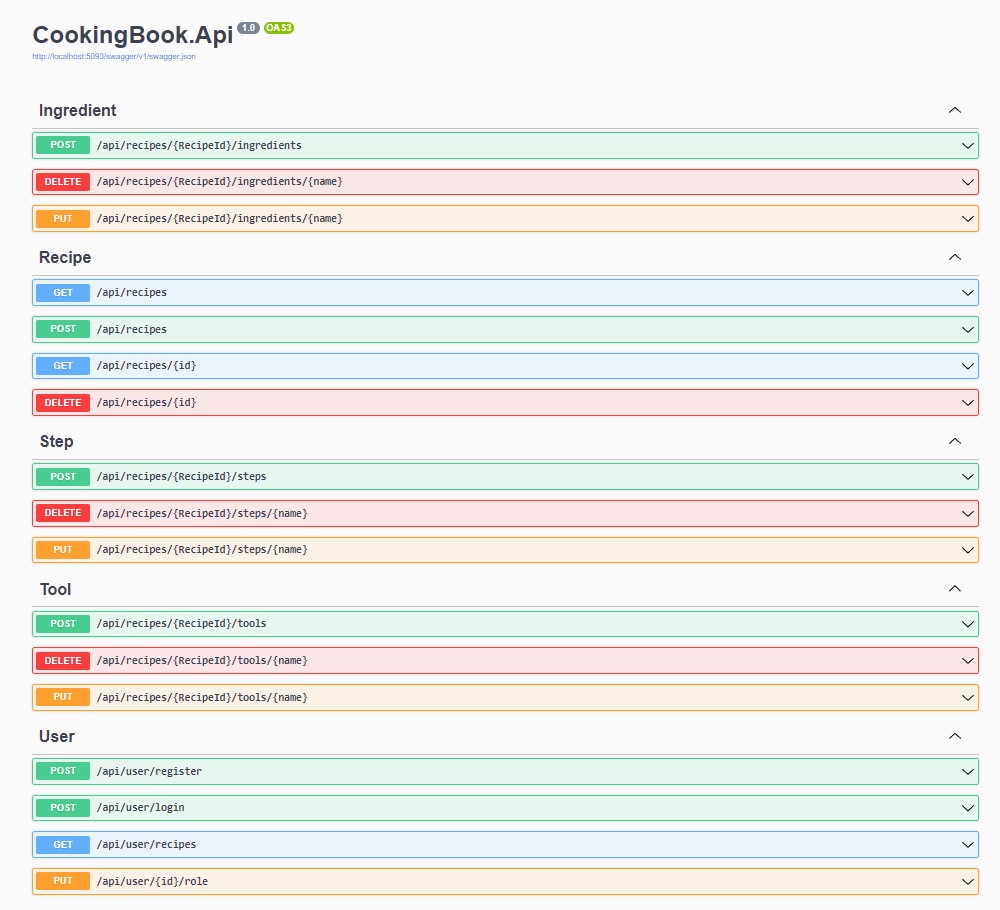 CookingBook.Api 1.0 OAS3
http://localhost:5093/swagger/v1/swagger.json
Ingredient
POST /api/recipes/{RecipeId}/ingredients
DELETE /api/recipes/{RecipeId}/ingredients/{name}
PUT /api/recipes/{RecipeId}/ingredients/{name}
Recipe
GET /api/recipes
POST /api/recipes
GET /api/recipes/{id}
DELETE /api/recipes/{id}
Step
POST /api/recipes/{RecipeId}/steps
DELETE /api/recipes/{RecipeId}/steps/{name}
PUT /api/recipes/{RecipeId}/steps/{name}
Tool
POST /api/recipes/{RecipeId}/tools
DELETE /api/recipes/{RecipeId}/tools/{name}
PUT /api/recipes/{RecipeId}/tools/{name}
User
POST /api/user/register
POST /api/user/login
GET /api/user/recipes
PUT /api/user/{id}/role